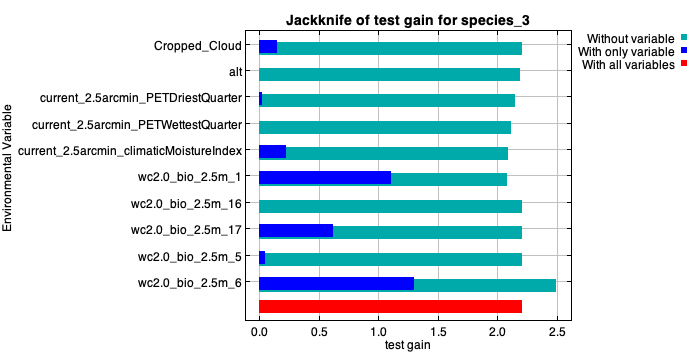 Jackknife of test gain for species_3
Without variable
With only variable
With all variables
Environmental Variable
Cropped_Cloud
alt
current_2.5arcmin_PETDriestQuarter
current_2.5arcmin_PETWettestQuarter
current_2.5arcmin_climaticMoistureIndex
wc2.0_bio_2.5m_1
wc2.0_bio_2.5m_16
wc2.0_bio_2.5m_17
wc2.0_bio_2.5m_5
wc2.0_bio_2.5m_6
0.0 0.5 1.0 1.5 2.0 2.5
test gain